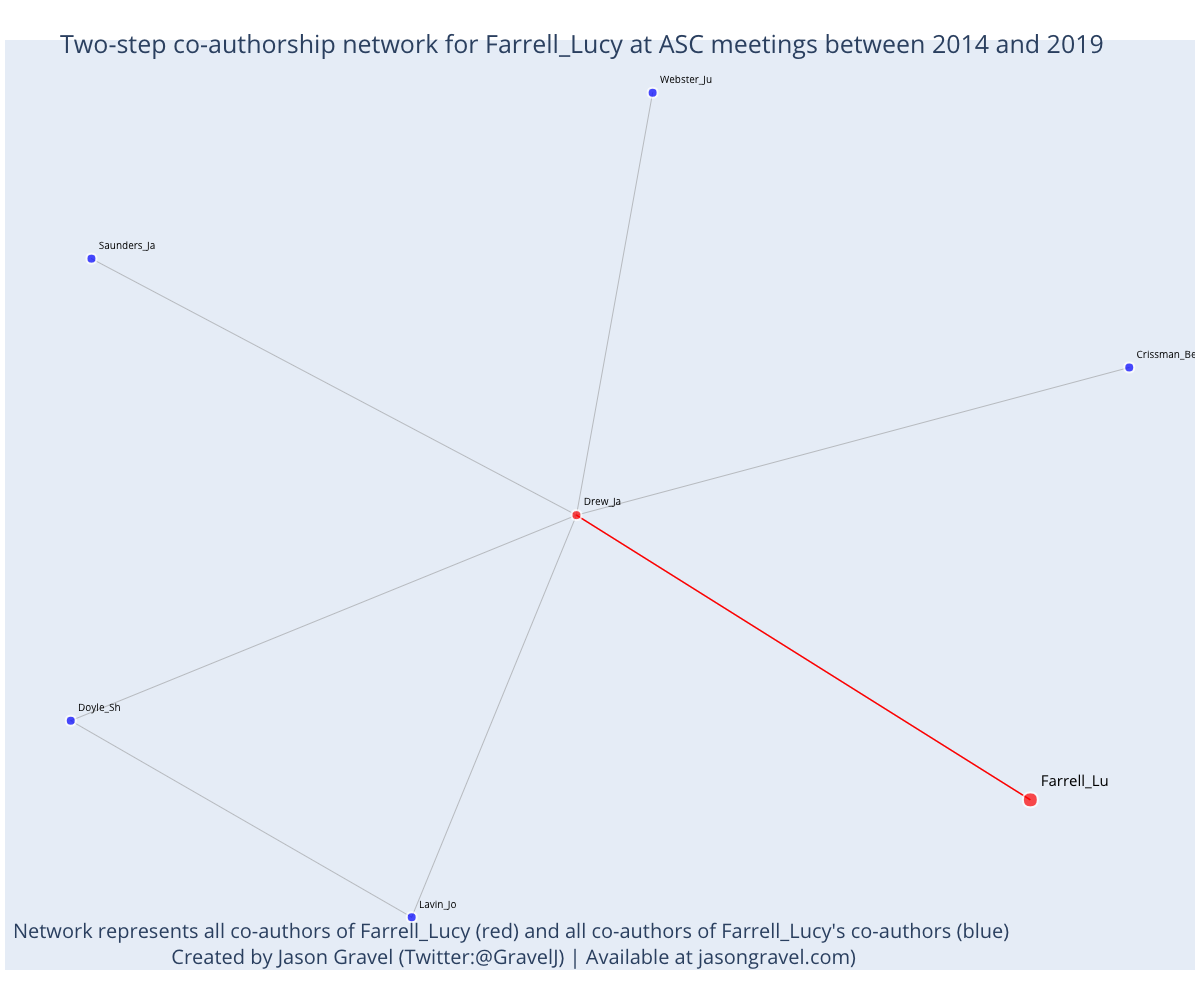 Two-step co-authorship network for Farrell_Lucy at ASC meetings between 2014 and 2019
Webster_Ju
Saunders_Ja
Crissman_Be
Drew_Ja
Doyle_Sh
Farrell_Lu
Lavin_Jo
Network represents all co-authors of Farrell_Lucy (red) and all co-authors of Farrell_Lucy's co-authors (blue)
Created by Jason Gravel (Twitter:@GravelJ) | Available at jasongravel.com)